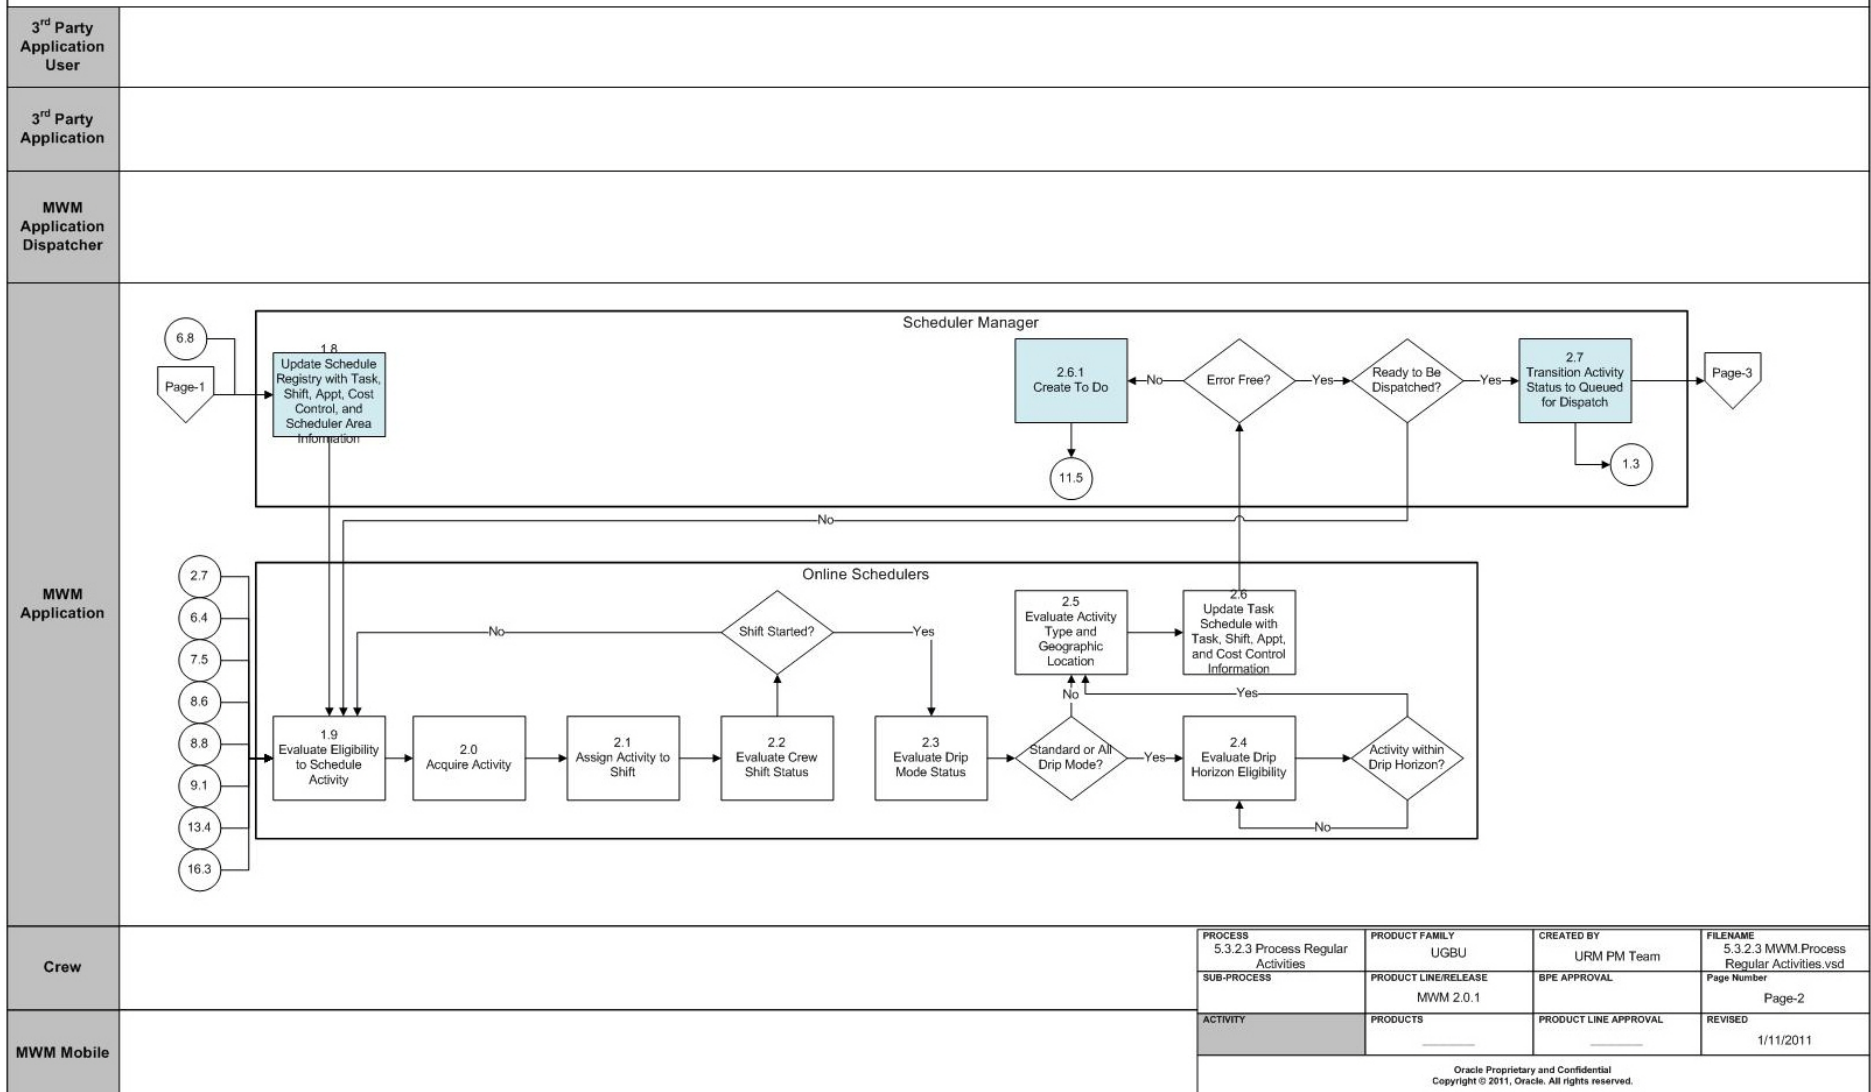 3rd Party
Application
User
3rd Party
Application
MWM
Application
Dispatcher
MWM
Application
Scheduler Manager
6.8
Page-1
1.8
Update Schedule
Registry with Task,
Shift, Appt, Cost
Control, and
Scheduler Area
Information
2.6.1
Create To Do
No
Error Free?
Yes
Ready to Be
Dispatched?
Yes
2.7
Transition Activity
Status to Queued
for Dispatch
Page-3
11.5
1.3
No
Online Schedulers
2.7
6.4
7.5
8.6
8.8
9.1
13.4
16.3
No
Shift Started?
Yes
2.5
Evaluate Activity
Type and
Geographic
Location
2.6
Update Task
Schedule with
Task, Shift, Appt,
and Cost Control
Information
No
Yes
1.9
Evaluate Eligibility
to Schedule
Activity
2.0
Acquire Activity
2.1
Assign Activity to
Shift
2.2
Evaluate Crew
Shift Status
2.3
Evaluate Drip
Mode Status
Standard or All
Drip Mode?
Yes
2.4
Evaluate Drip
Horizon Eligibility
Activity within
Drip Horizon?
No
Crew
MWM Mobile
PROCESS
5.3.2.3 Process Regular
Activities
PRODUCT FAMILY
UGBU
CREATED BY
URM PM Team
FILENAME
5.3.2.3 MWM.Process
Regular Activities.vsd
SUB-PROCESS
PRODUCT LINE/RELEASE
MWM 2.0.1
BPE APPROVAL
Page Number
Page-2
ACTIVITY
PRODUCTS
PRODUCT LINE APPROVAL
REVISED
1/11/2011
Oracle Proprietary and Confidential
Copyright © 2011, Oracle. All rights reserved.